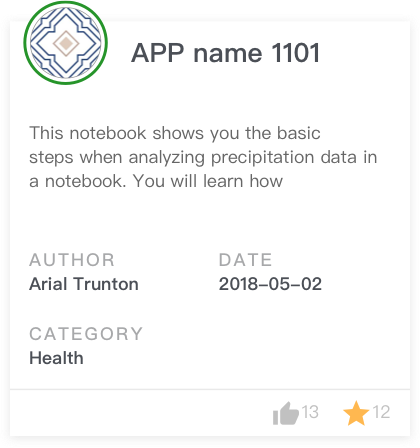 APP name 1101
This notebook shows you the basic
steps when analyzing precipitation data in
a notebook. You will learn how
AUTHOR
Arial Trunton
DATE
2018-05-02
CATEGORY
Health
13
12